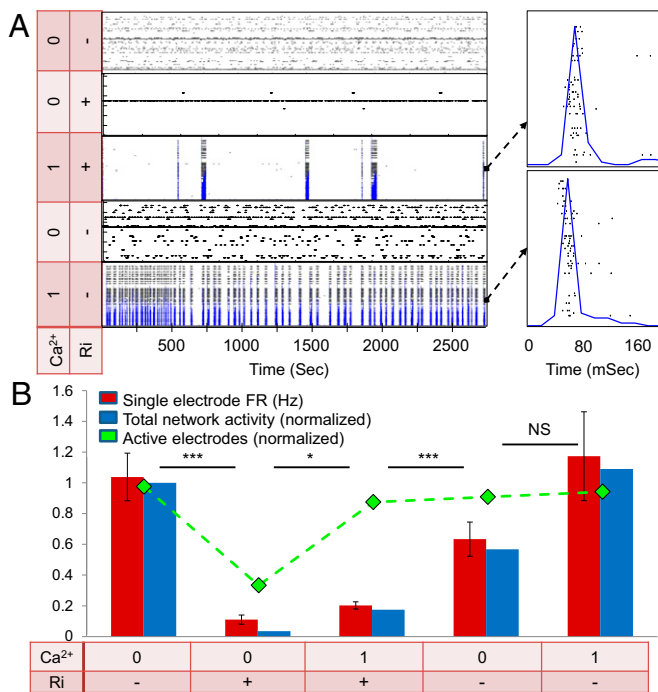 A
0 -
0 +
1 +
0 -
1 -
Ca²⁺ Ri
500 1000 1500 2000 2500
Time (Sec)
0 80 160
Time (mSec)
B
1.6
1.4
1.2
1
0.8
0.6
0.4
0.2
0
Single electrode FR (Hz)
Total network activity (normalized)
Active electrodes (normalized)
*** * *** NS
Ca²⁺ 0 0 1 0 1
Ri - + + - -